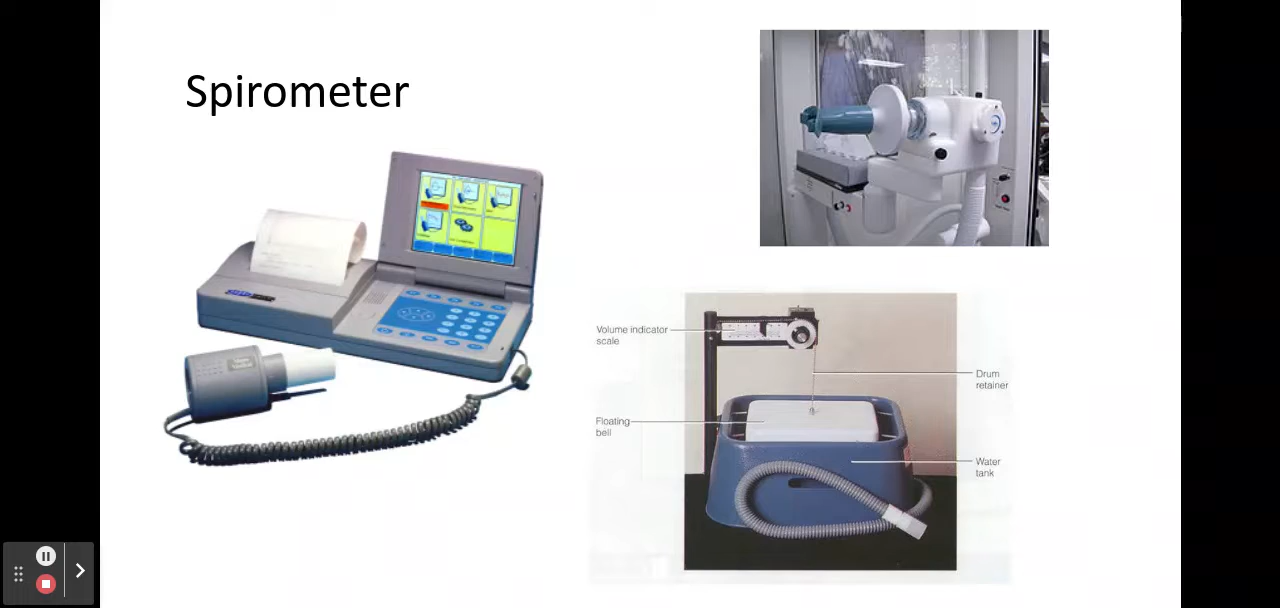 Spirometer
Volume indicator
scale
Drum
retainer
Floating
bell
Water
tank